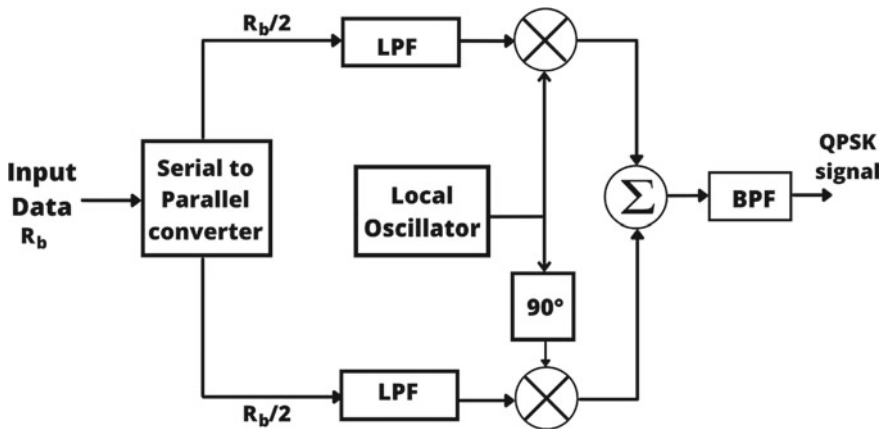 R_b/2
LPF
QPSK
signal
Input
Data
R_b
Serial to
Parallel
converter
Local
Oscillator
Σ
BPF
90°
LPF
R_b/2